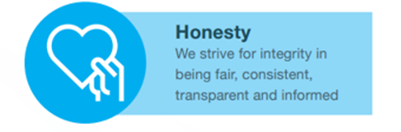 Honesty
We strive for integrity in
being fair, consistent,
transparent and informed